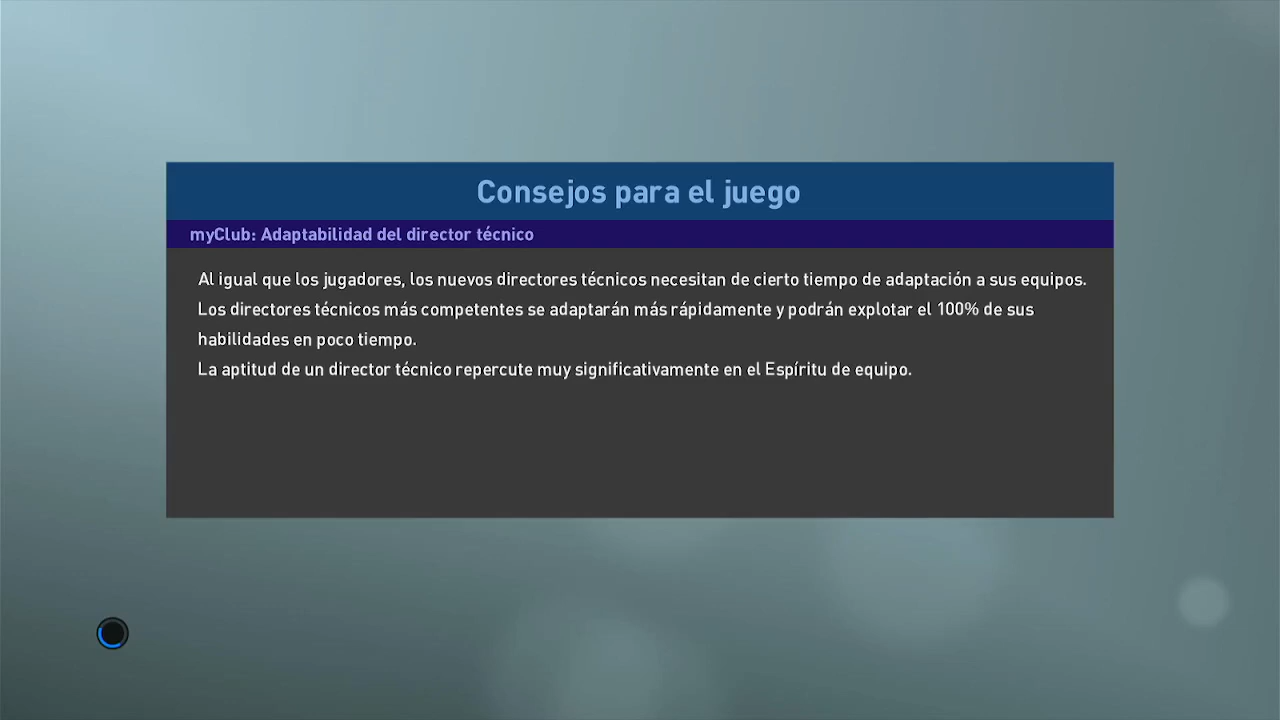 Consejos para el juego
myClub: Adaptabilidad del director técnico
Al igual que los jugadores, los nuevos directores técnicos necesitan de cierto tiempo de adaptación a sus equipos.
Los directores técnicos más competentes se adaptarán más rápidamente y podrán explotar el 100% de sus
habilidades en poco tiempo.
La aptitud de un director técnico repercute muy significativamente en el Espíritu de equipo.